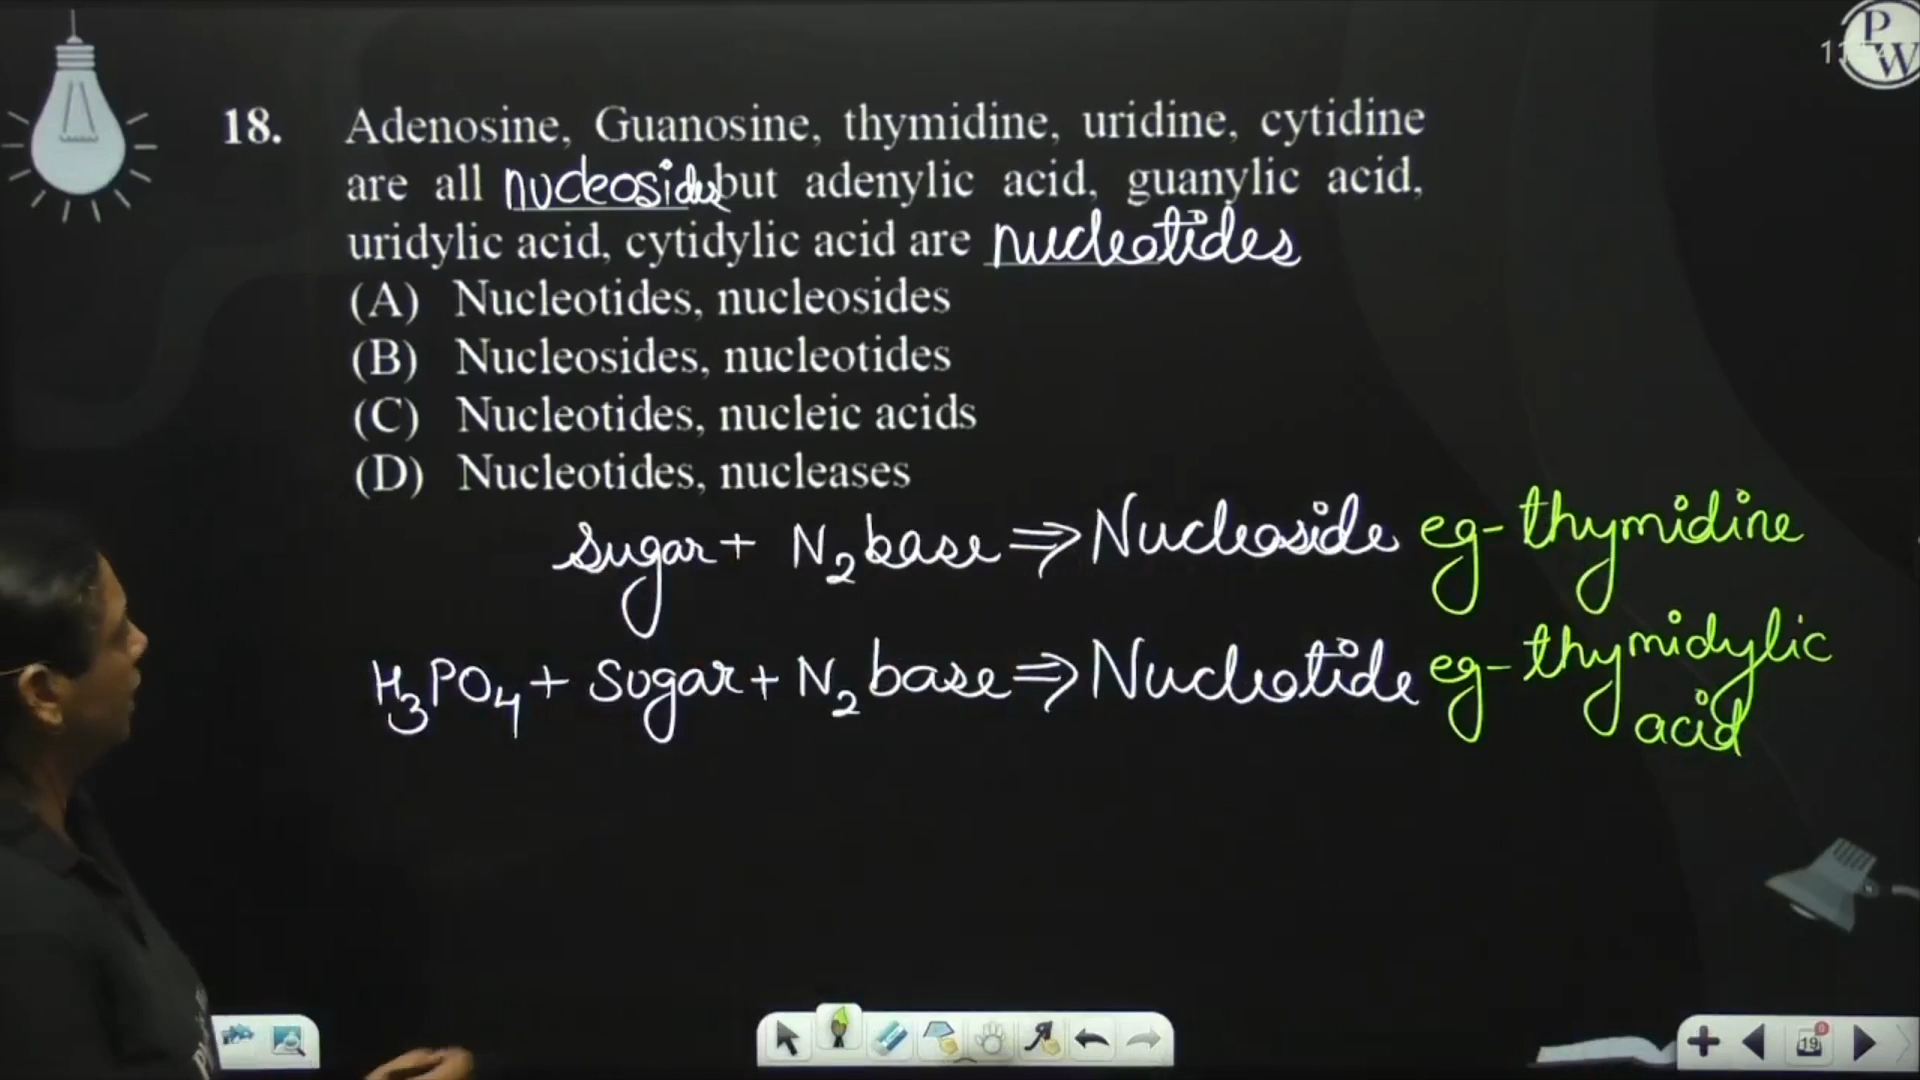 P
W
18. Adenosine, Guanosine, thymidine, uridine, cytidine
are all nucleosides but adenylic acid, guanylic acid,
uridylic acid, cytidylic acid are nucleotides
(A) Nucleotides, nucleosides
(B) Nucleosides, nucleotides
(C) Nucleotides, nucleic acids
(D) Nucleotides, nucleases
Sugar + N2 base ⇒ Nucleoside eg- thymidine
H3PO4 + Sugar + N2 base ⇒ Nucleotide eg- thymidylic
acid
19